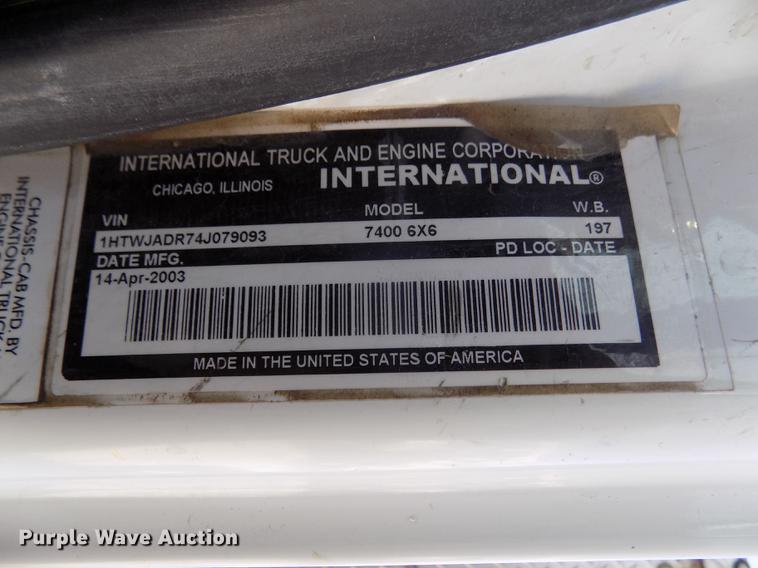 INTERNATIONAL TRUCK AND ENGINE CORPORATION
CHICAGO, ILLINOIS INTERNATIONAL®
VIN MODEL W.B.
1HTWJADR74J079093 7400 6X6 197
DATE MFG. PD LOC - DATE
14-Apr-2003
MADE IN THE UNITED STATES OF AMERICA
CHASSIS-CAB MFD. BY
INTERNATIONAL TRUCK
ENGINE
Purple Wave Auction